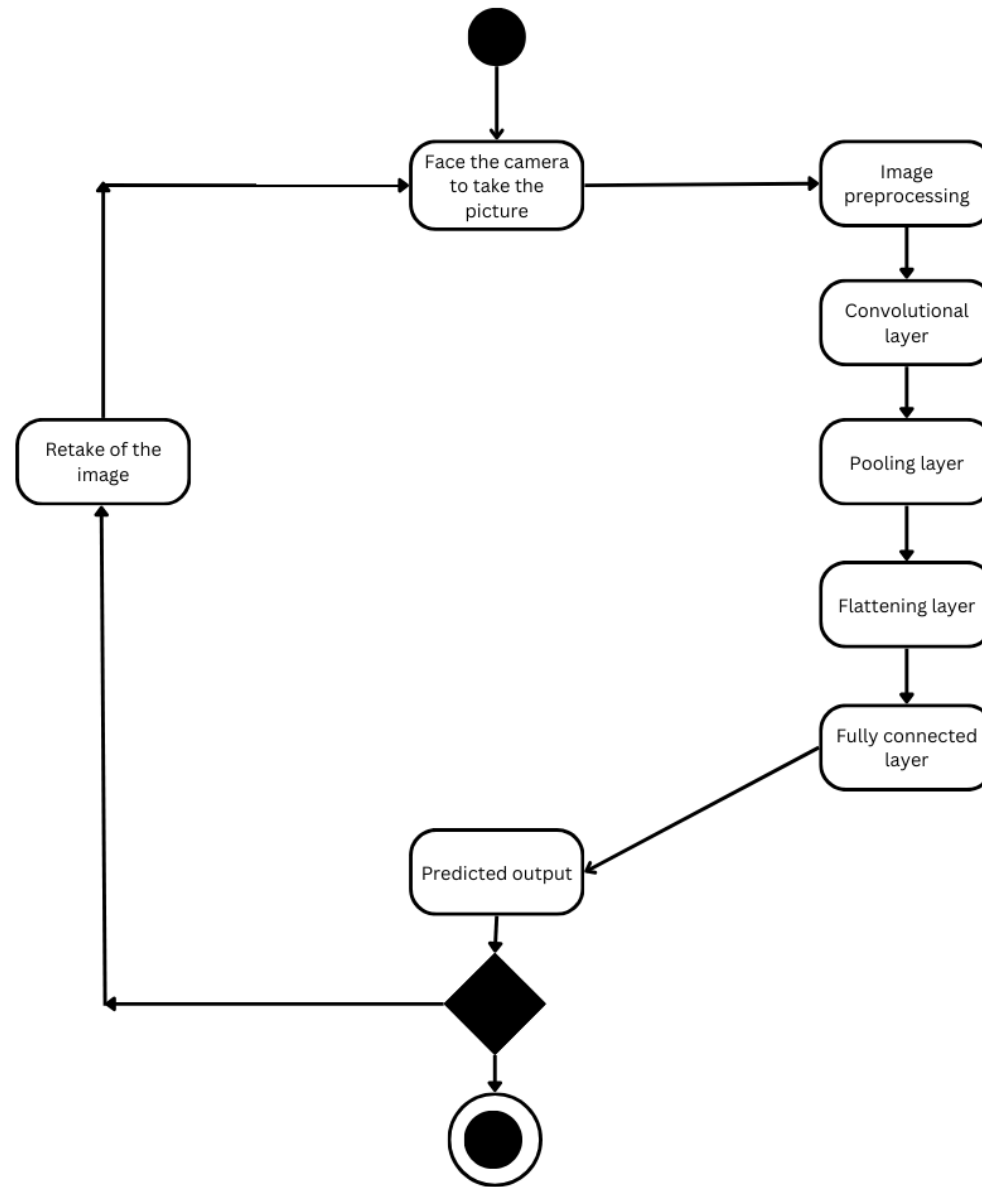 Face the camera
to take the
picture
Image
preprocessing
Convolutional
layer
Pooling layer
Flattening layer
Fully connected
layer
Predicted output
Retake of the
image